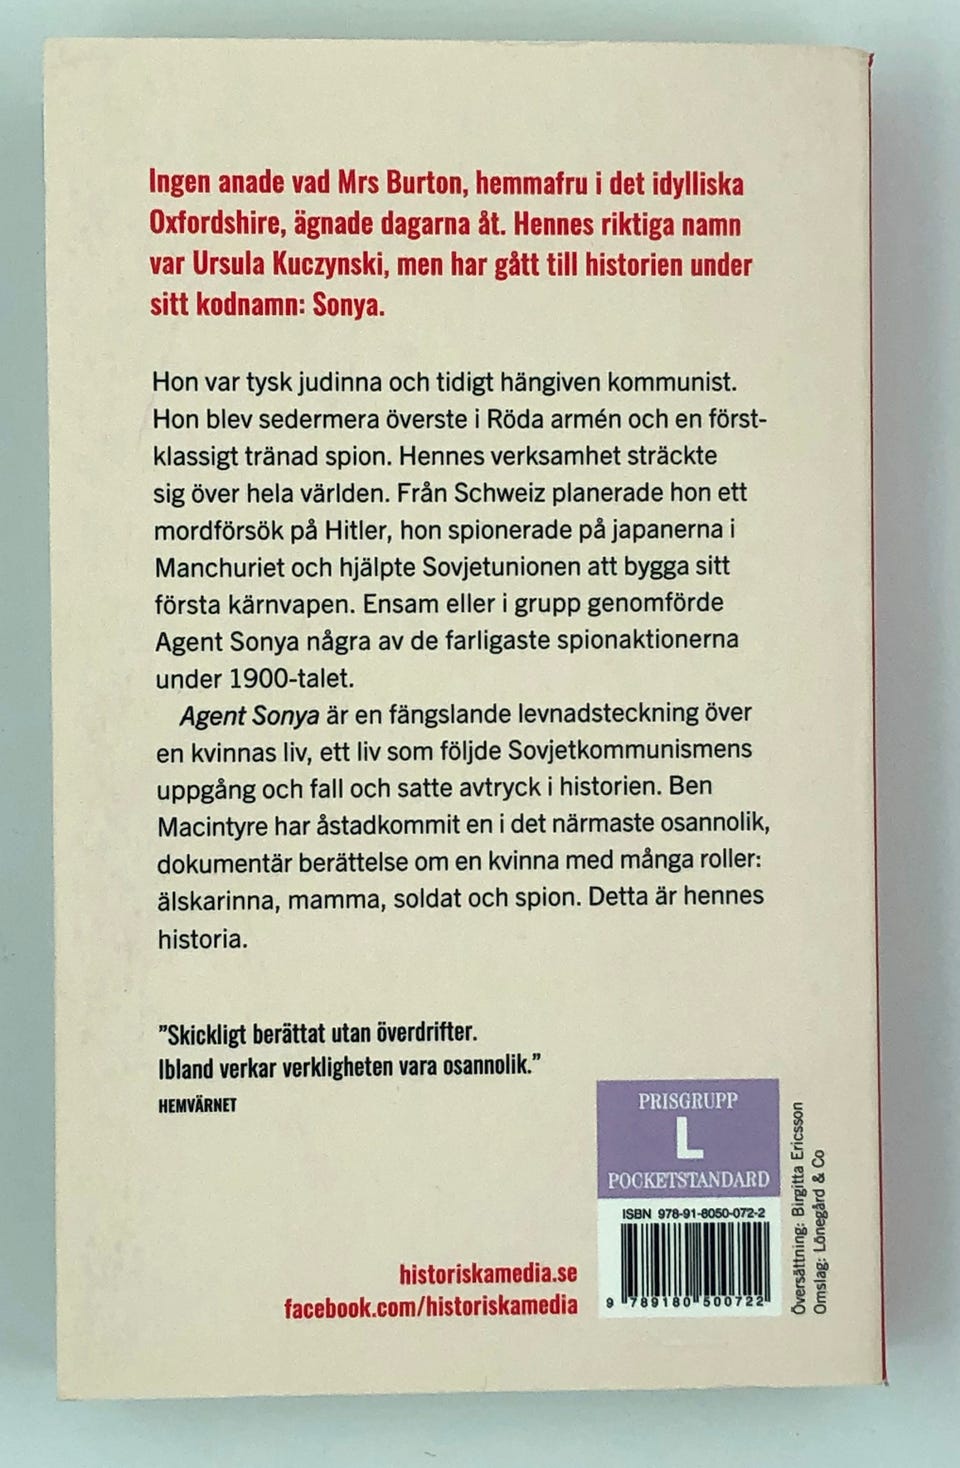 Ingen anade vad Mrs Burton, hemmafru i det idylliska
Oxfordshire, ägnade dagarna åt. Hennes riktiga namn
var Ursula Kuczynski, men har gått till historien under
sitt kodnamn: Sonya.
Hon var tysk judinna och tidigt hängiven kommunist.
Hon blev sedermera överste i Röda armén och en först-
klassigt tränad spion. Hennes verksamhet sträckte
sig över hela världen. Från Schweiz planerade hon ett
mordförsök på Hitler, hon spionerade på japanerna i
Manchuriet och hjälpte Sovjetunionen att bygga sitt
första kärnvapen. Ensam eller i grupp genomförde
Agent Sonya några av de farligaste spionaktionerna
under 1900-talet.
Agent Sonya är en fängslande levnadsteckning över
en kvinnas liv, ett liv som följde Sovjetkommunismens
uppgång och fall och satte avtryck i historien. Ben
Macintyre har åstadkommit en i det närmaste osannolik,
dokumentär berättelse om en kvinna med många roller:
älskarinna, mamma, soldat och spion. Detta är hennes
historia.
"Skickligt berättat utan överdrifter.
Ibland verkar verkligheten vara osannolik."
HEMVÄRNET
PRISGRUPP
L
POCKETSTANDARD
ISBN 978-91-8050-072-2
9 789180 500722
historiskamedia.se
facebook.com/historiskamedia
Översättning: Birgitta Ericsson
Omslag: Lönegård & Co